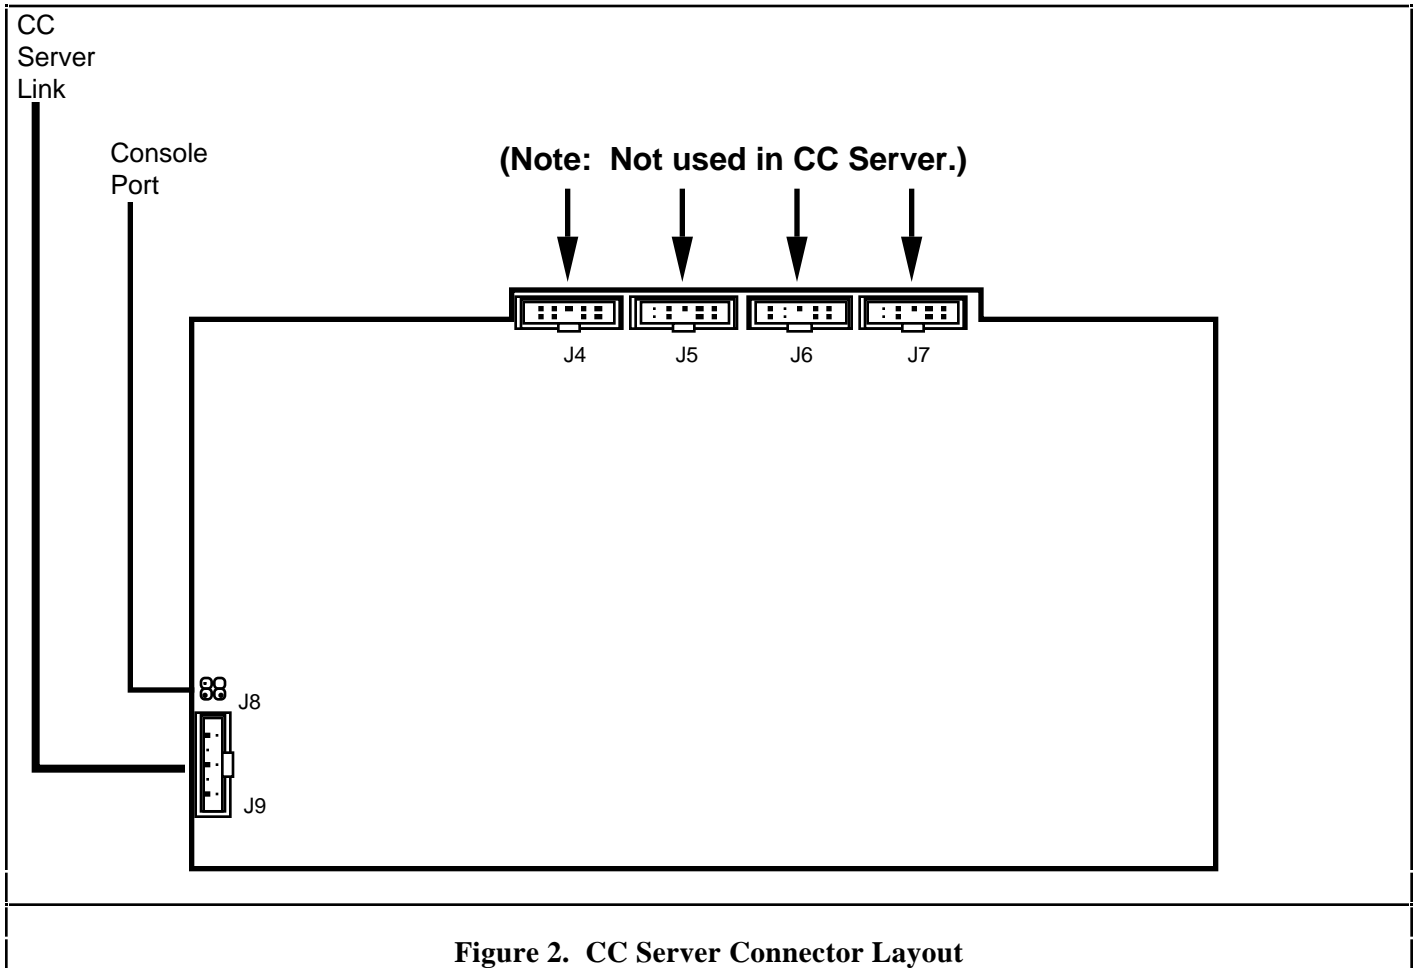 CC
Server
Link
Console
Port
(Note:  Not used in CC Server.)
J4 J5 J6 J7
J8
J9
Figure 2.  CC Server Connector Layout